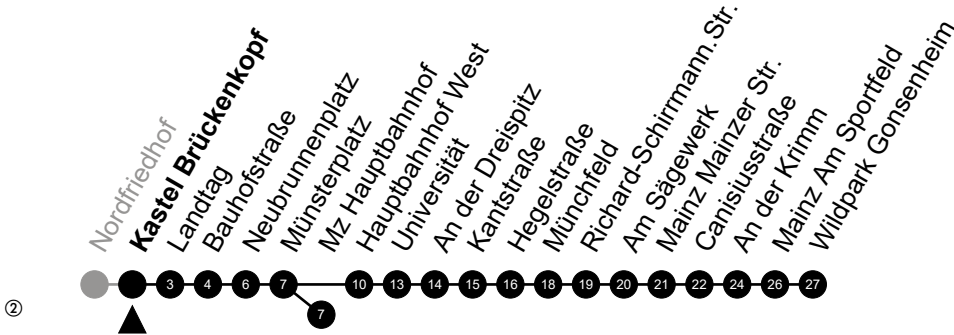 Nordfriedhof
Kastel Brückenkopf
Landtag
Bauhofstraße
Neubrunnenplatz
Münsterplatz
Mz Hauptbahnhof
Hauptbahnhof West
Universität
An der Dreispitz
Kantstraße
Hegelstraße
Münchfeld
Richard-Schirrmann.Str.
Am Sägewerk
Mainz Mainzer Str.
Canisiusstraße
An der Krimm
Mainz Am Sportfeld
Wildpark Gonsenheim
3 4 6 7 10 13 14 15 16 18 19 20 21 22 24 26 27
7
②